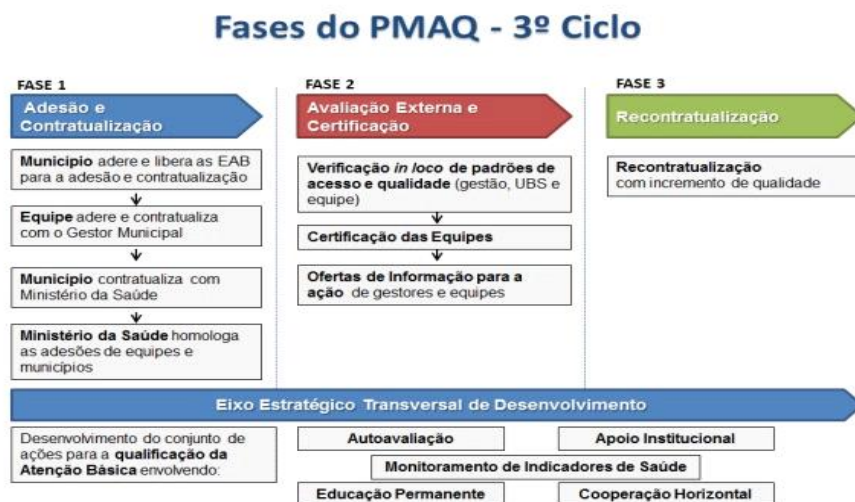 Fases do PMAQ - 3º Ciclo
FASE 1
Adesão e
Contratualização
Município adere e libera as EAB
para a adesão e contratualização
Equipe adere e contratualiza
com o Gestor Municipal
Município contratualiza com
Ministério da Saúde
Ministério da Saúde homologa
as adesões de equipes e
municípios
FASE 2
Avaliação Externa e
Certificação
Verificação in loco de padrões de
acesso e qualidade (gestão, UBS e
equipe)
Certificação das Equipes
Ofertas de Informação para a
ação de gestores e equipes
FASE 3
Recontratualização
Recontratualização
com incremento de qualidade
Eixo Estratégico Transversal de Desenvolvimento
Desenvolvimento do conjunto de
ações para a qualificação da
Atenção Básica envolvendo:
Autoavaliação
Apoio Institucional
Monitoramento de Indicadores de Saúde
Educação Permanente
Cooperação Horizontal